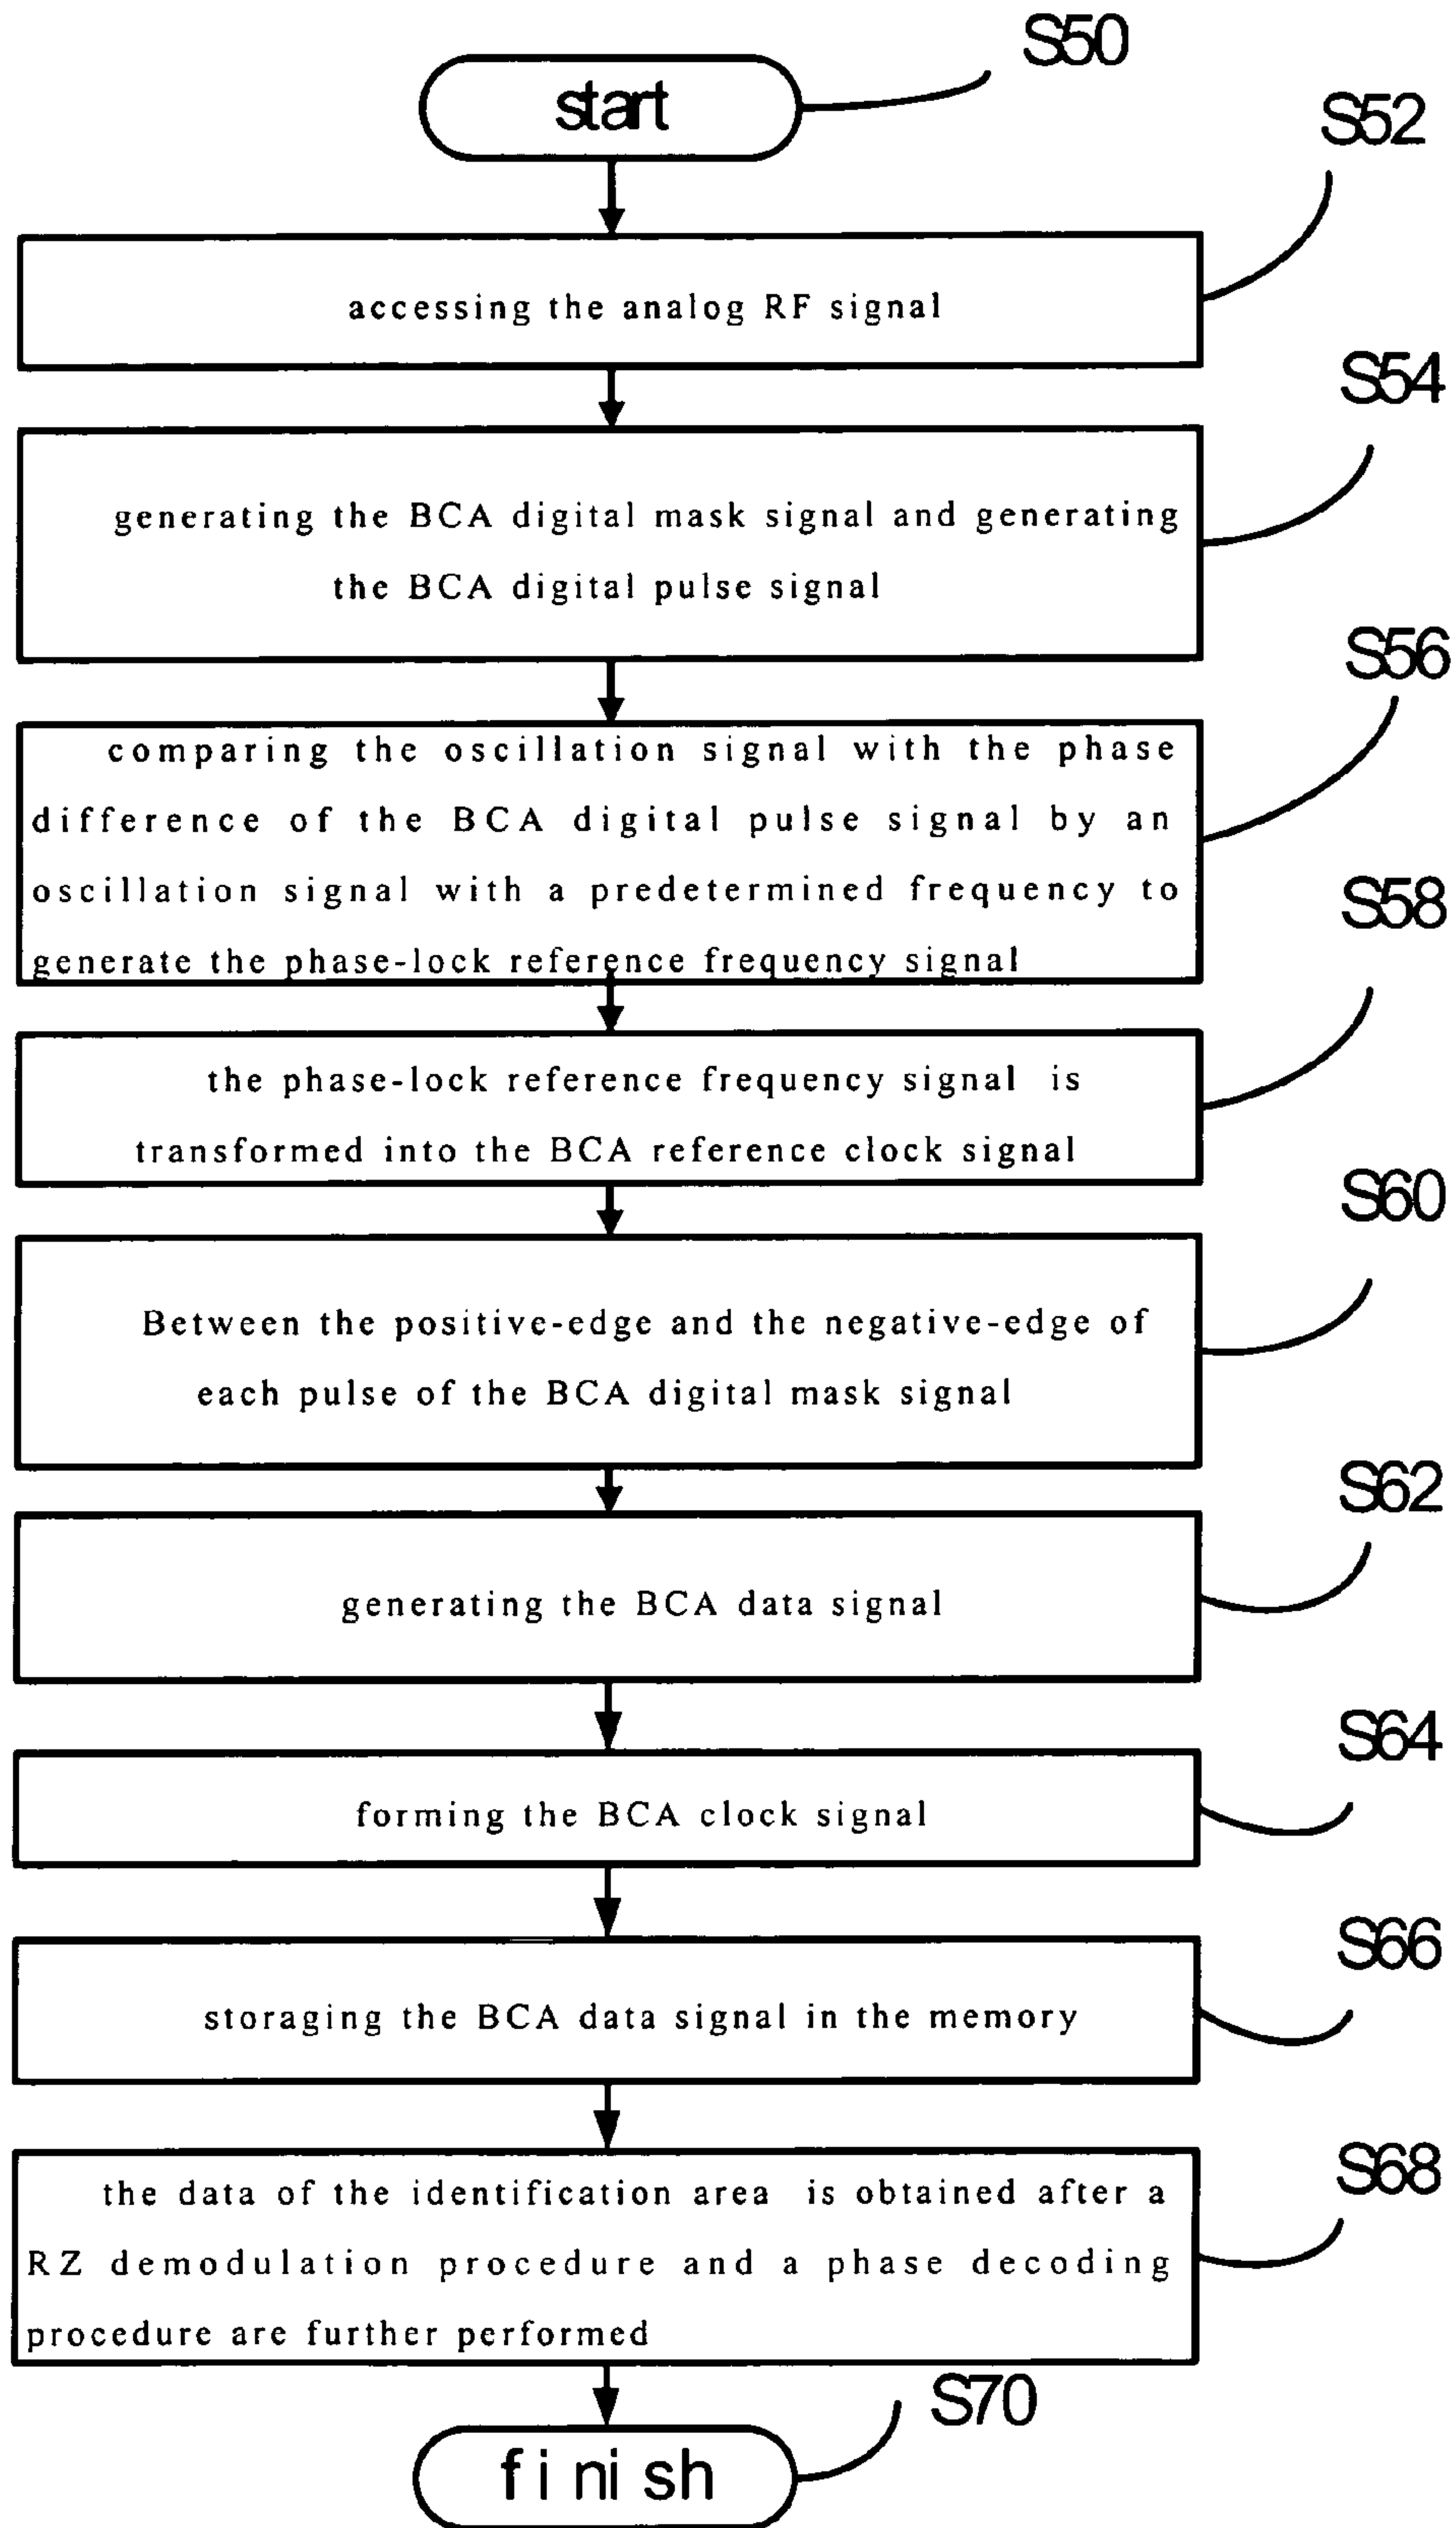 S50
start
S52
accessing the analog RF signal
S54
generating the BCA digital mask signal and generating
the BCA digital pulse signal
S56
comparing the oscillation signal with the phase
difference of the BCA digital pulse signal by an
oscillation signal with a predetermined frequency to
generate the phase-lock reference frequency signal
S58
the phase-lock reference frequency signal is
transformed into the BCA reference clock signal
S60
Between the positive-edge and the negative-edge of
each pulse of the BCA digital mask signal
S62
generating the BCA data signal
S64
forming the BCA clock signal
S66
storaging the BCA data signal in the memory
S68
the data of the identification area is obtained after a
RZ demodulation procedure and a phase decoding
procedure are further performed
S70
finish